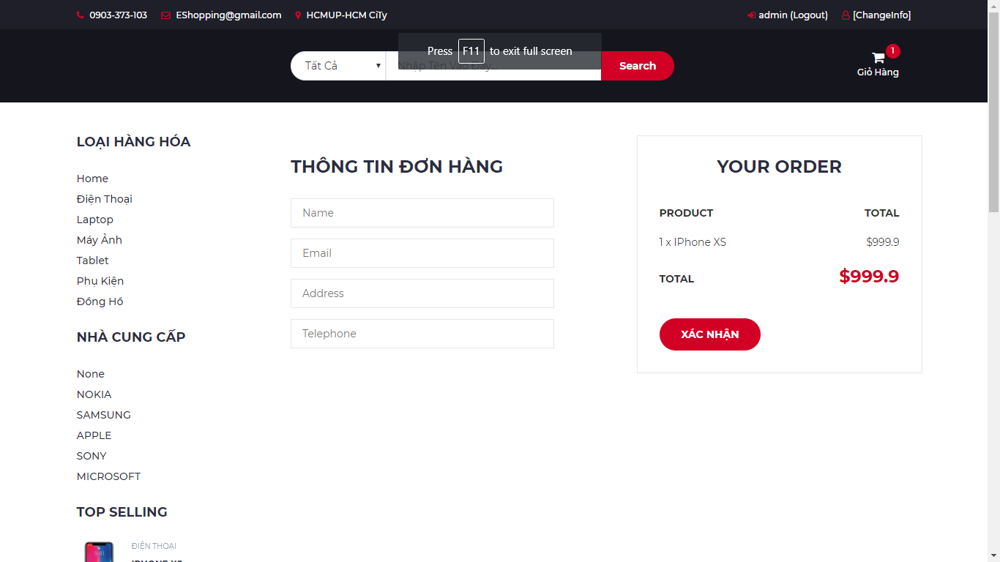 0903-373-103 EShopping@gmail.com HCMUP-HCM CiTy admin (Logout) [ChangeInfo]
Press F11 to exit full screen
Tất Cả Nhập Tên Vào Đây... Search
1
Giỏ Hàng
LOẠI HÀNG HÓA
Home
Điện Thoại
Laptop
Máy Ảnh
Tablet
Phụ Kiện
Đồng Hồ
NHÀ CUNG CẤP
None
NOKIA
SAMSUNG
APPLE
SONY
MICROSOFT
TOP SELLING
ĐIỆN THOẠI
IPHONE XS
THÔNG TIN ĐƠN HÀNG
Name
Email
Address
Telephone
YOUR ORDER
PRODUCT TOTAL
1 x IPhone XS $999.9
TOTAL $999.9
XÁC NHẬN